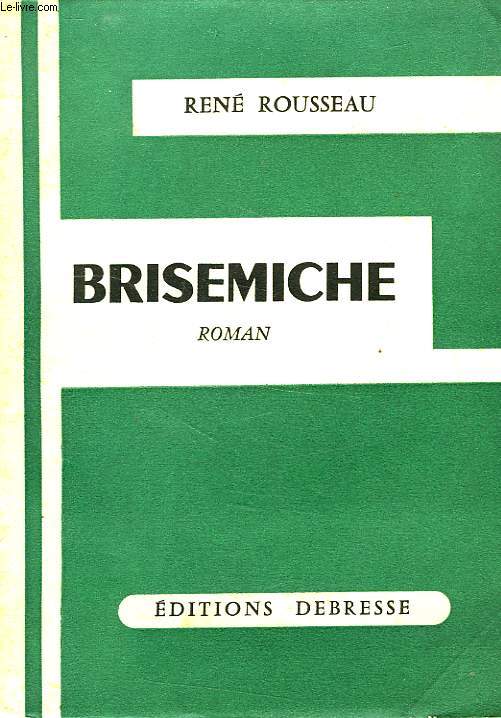 Le-livre.com
RENÉ ROUSSEAU
BRISEMICHE
ROMAN
ÉDITIONS DEBRESSE